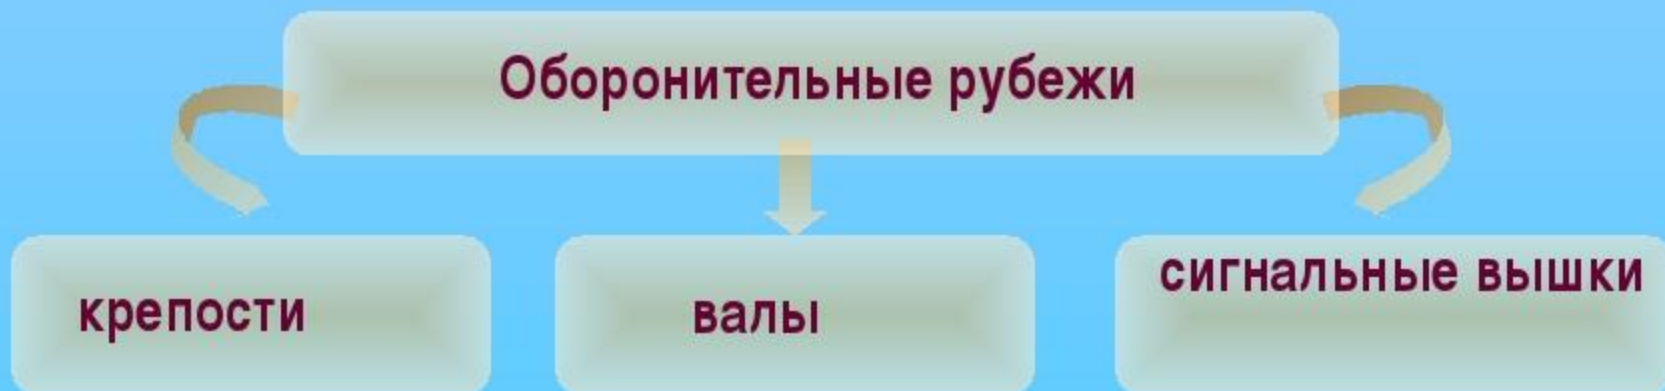 Оборонительные рубежи
крепости
валы
сигнальные вышки